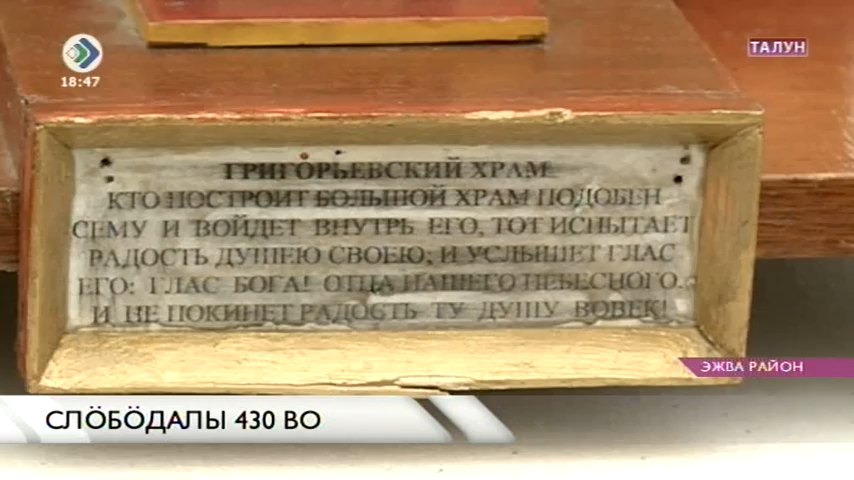 ТАЛУН
18:47
ГРИГОРЬЕВСКИЙ ХРАМ
КТО ПОСТРОИТ БОЛЬШОЙ ХРАМ ПОДОБЕН
СЕМУ И ВОЙДЕТ ВНУТРЬ ЕГО, ТОТ ИСПЫТАЕТ
РАДОСТЬ ДУШЕЮ СВОЕЮ; И УСЛЫШЕТ ГЛАС
ЕГО: ГЛАС БОГА! ОТЦА НАШЕГО НЕБЕСНОГО.
И НЕ ПОКИНЕТ РАДОСТЬ ТУ ДУШУ ВОВЕК!
ЭЖВА РАЙОН
СЛӦБӦДАЛЫ 430 ВО